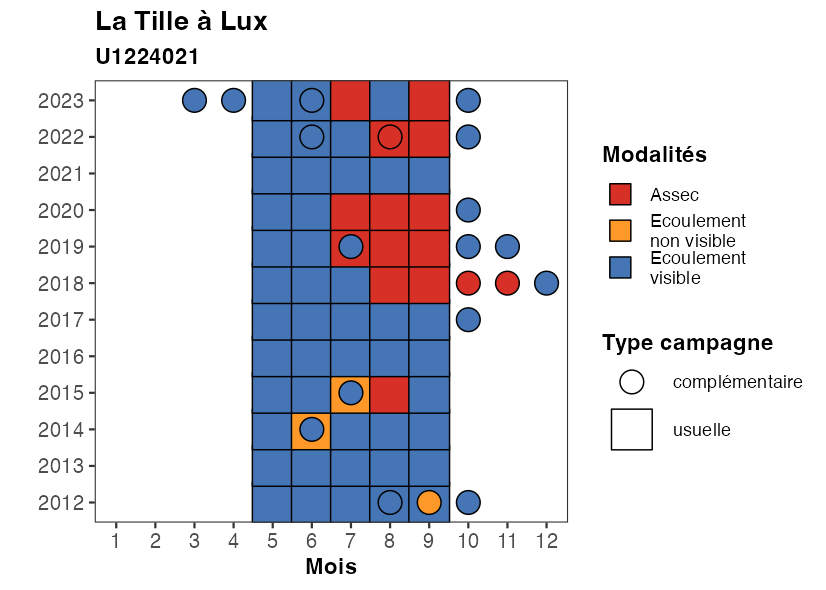 La Tille à Lux
U1224021
2023
2022
2021
2020
2019
2018
2017
2016
2015
2014
2013
2012
1 2 3 4 5 6 7 8 9 10 11 12
Mois
Modalités
Assec
Ecoulement
non visible
Ecoulement
visible
Type campagne
complémentaire
usuelle